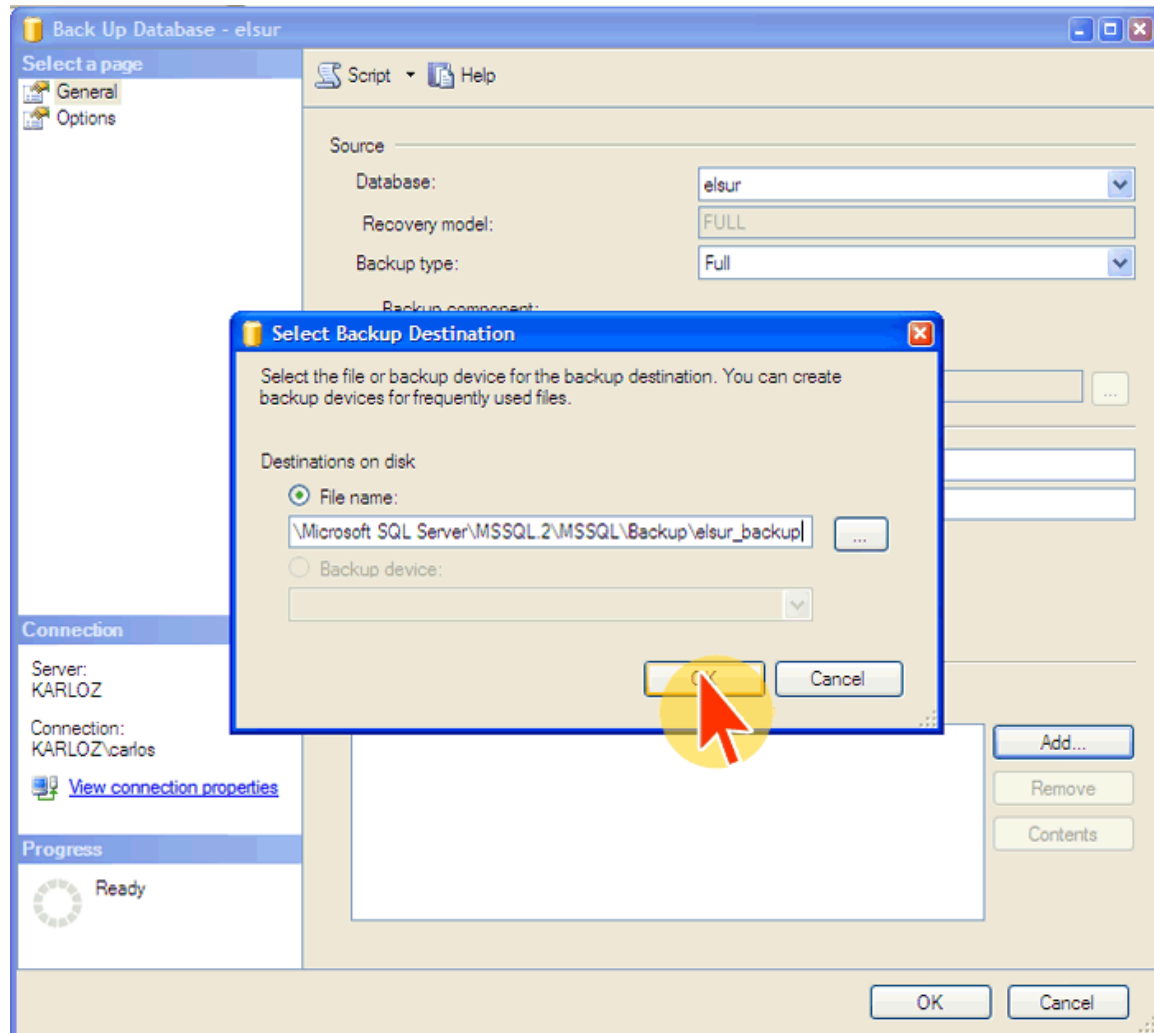 Back Up Database - elsur
Select a page
General
Options
Script
Help
Source
Database:
elsur
Recovery model:
FULL
Backup type:
Full
Backup component:
Select Backup Destination
Select the file or backup device for the backup destination. You can create
backup devices for frequently used files.
...
Destinations on disk
File name:
\Microsoft SQL Server\MSSQL.2\MSSQL\Backup\elsur_backup
...
Backup device:
OK
Cancel
Connection
Server:
KARLOZ
Connection:
KARLOZ\carlos
View connection properties
Add...
Remove
Contents
Progress
Ready
OK
Cancel